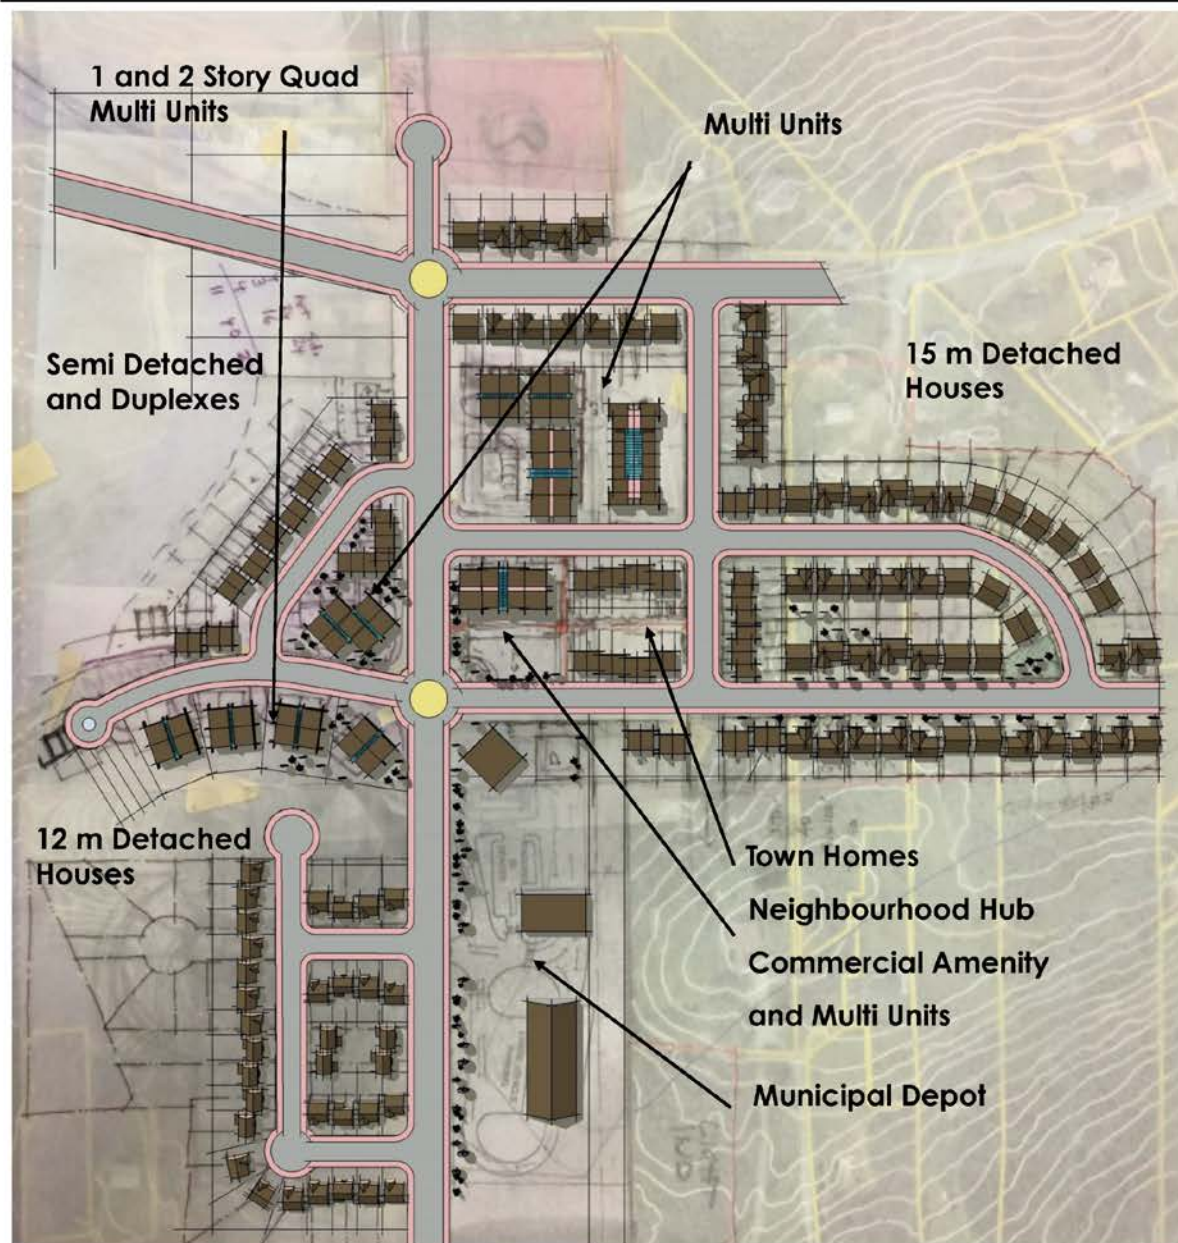 1 and 2 Story Quad
Multi Units
Multi Units
Semi Detached
and Duplexes
15 m Detached
Houses
12 m Detached
Houses
Town Homes
Neighbourhood Hub
Commercial Amenity
and Multi Units
Municipal Depot